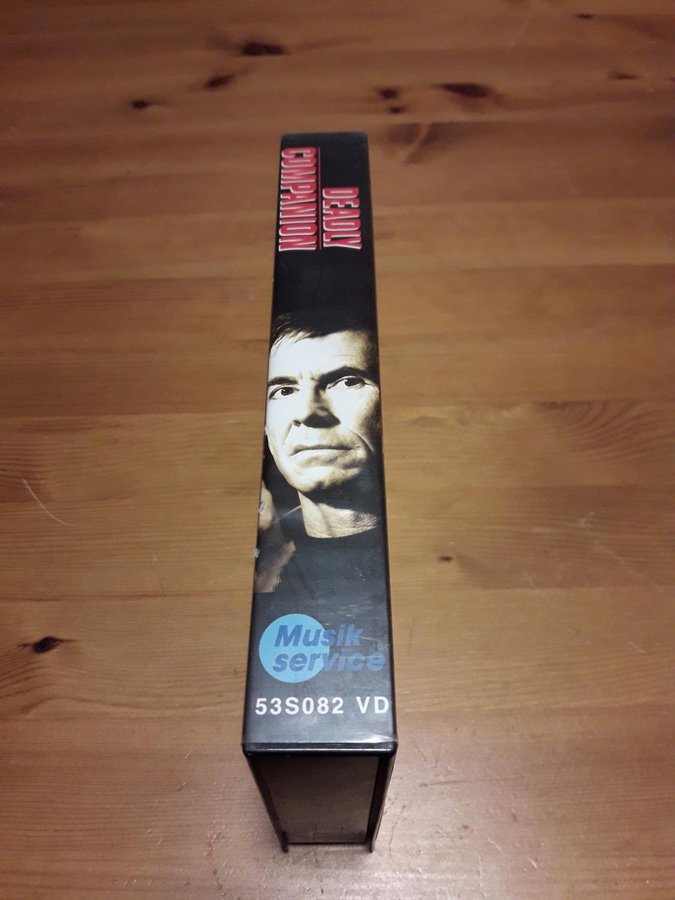 DEADLY
COMPANION
Musik
service
53S082 VD